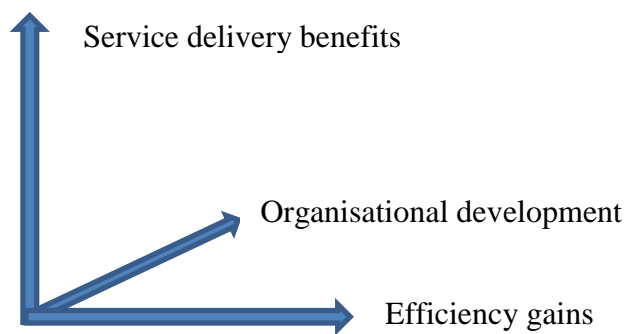 Service delivery benefits
Organisational development
Efficiency gains